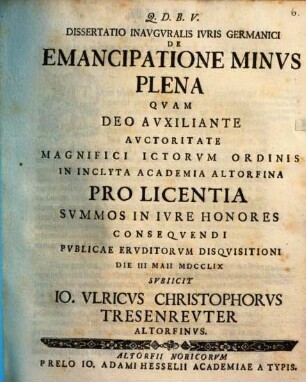 Q. D. B. V.
6.
DISSERTATIO INAVGVRALIS IVRIS GERMANICI
DE
EMANCIPATIONE MINVS
PLENA
QVAM
DEO AVXILIANTE
AVCTORITATE
MAGNIFICI ICTORVM ORDINIS
IN INCLYTA ACADEMIA ALTORFINA
PRO LICENTIA
SVMMOS IN IVRE HONORES
CONSEQVENDI
PVBLICAE ERVDITORVM DISQVISITIONI
DIE III MAII MDCCLIX
SVBIICIT
IO. VLRICVS CHRISTOPHORVS
TRESENREVTER
ALTORFINVS.
ALTORFII NORICORVM
PRELO IO. ADAMI HESSELII ACADEMIAE A TYPIS.